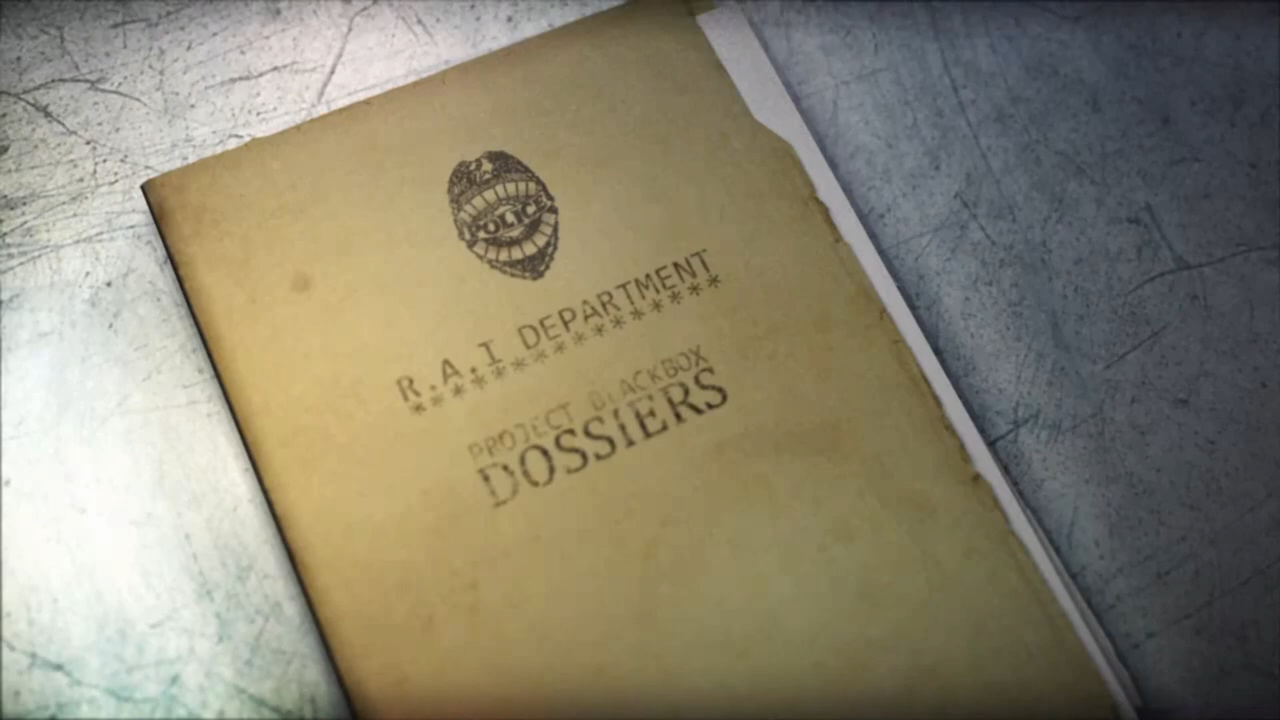 POLICE
R.A.I DEPARTMENT
****************
PROJECT BLACKBOX
DOSSIERS